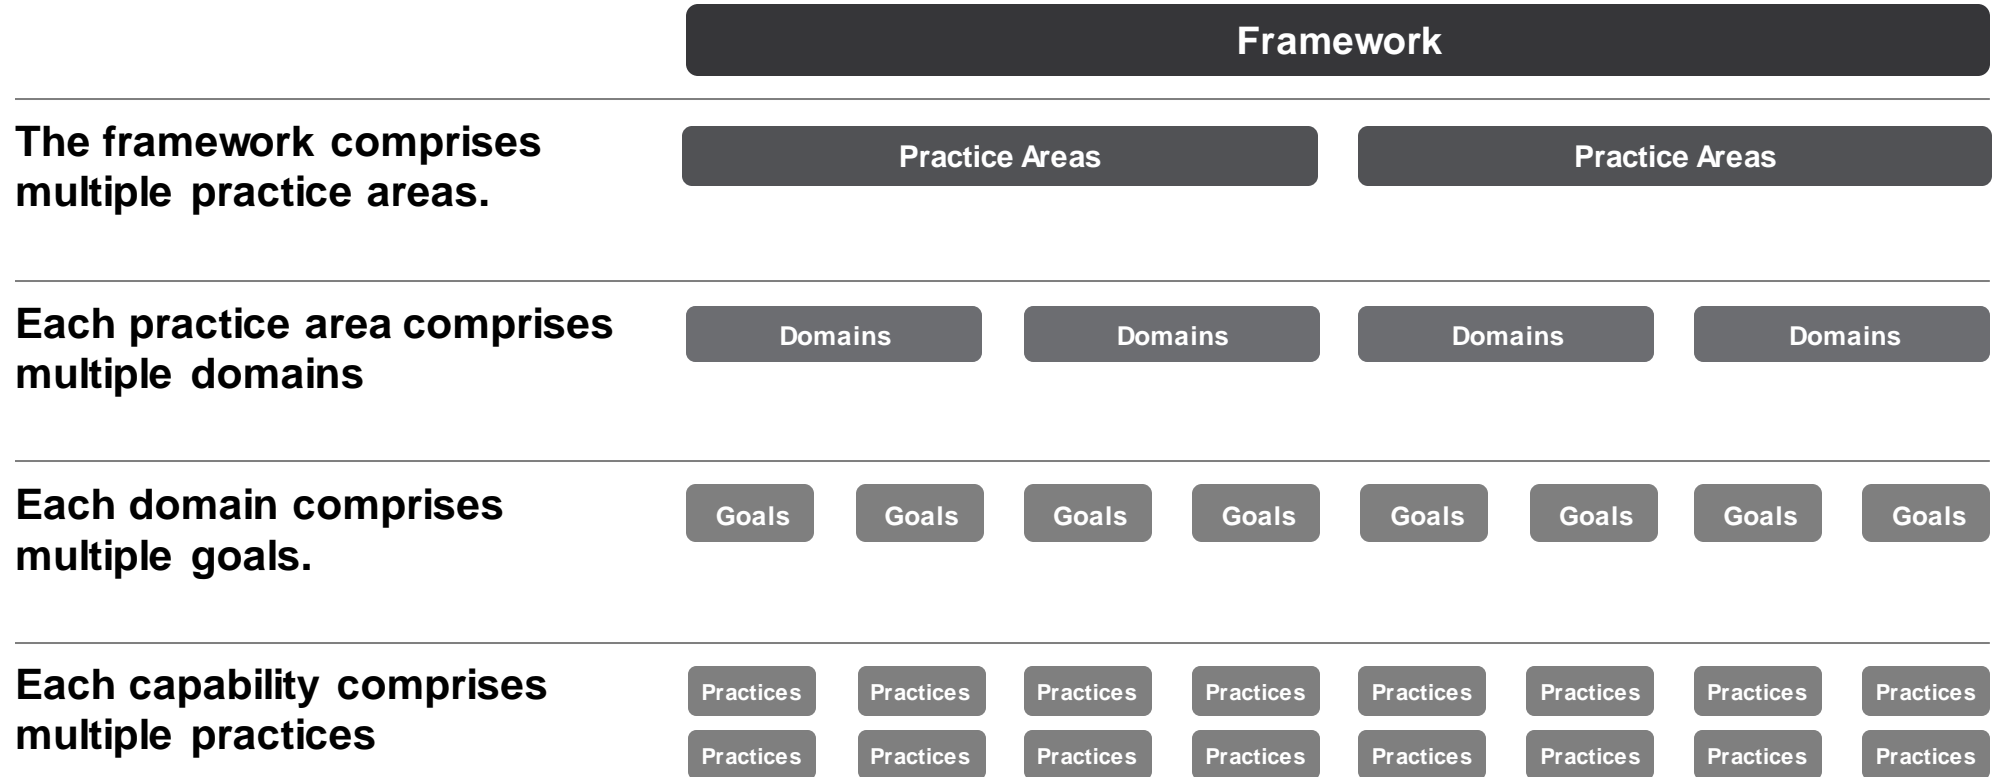 Framework
The framework comprises
multiple practice areas.
Practice Areas Practice Areas
Each practice area comprises
multiple domains
Domains Domains Domains Domains
Each domain comprises
multiple goals.
Goals Goals Goals Goals Goals Goals Goals Goals
Each capability comprises
multiple practices
Practices Practices Practices Practices Practices Practices Practices Practices
Practices Practices Practices Practices Practices Practices Practices Practices